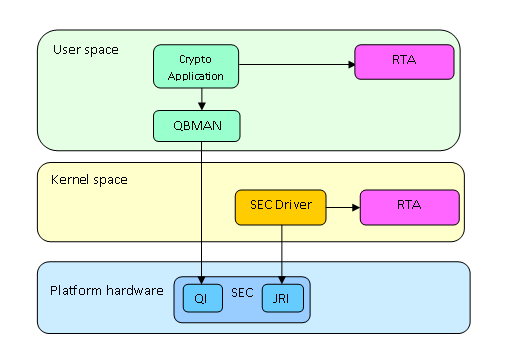 User space
Crypto
Application
RTA
QBMAN
Kernel space
SEC Driver
RTA
Platform hardware
QI
SEC
JRI